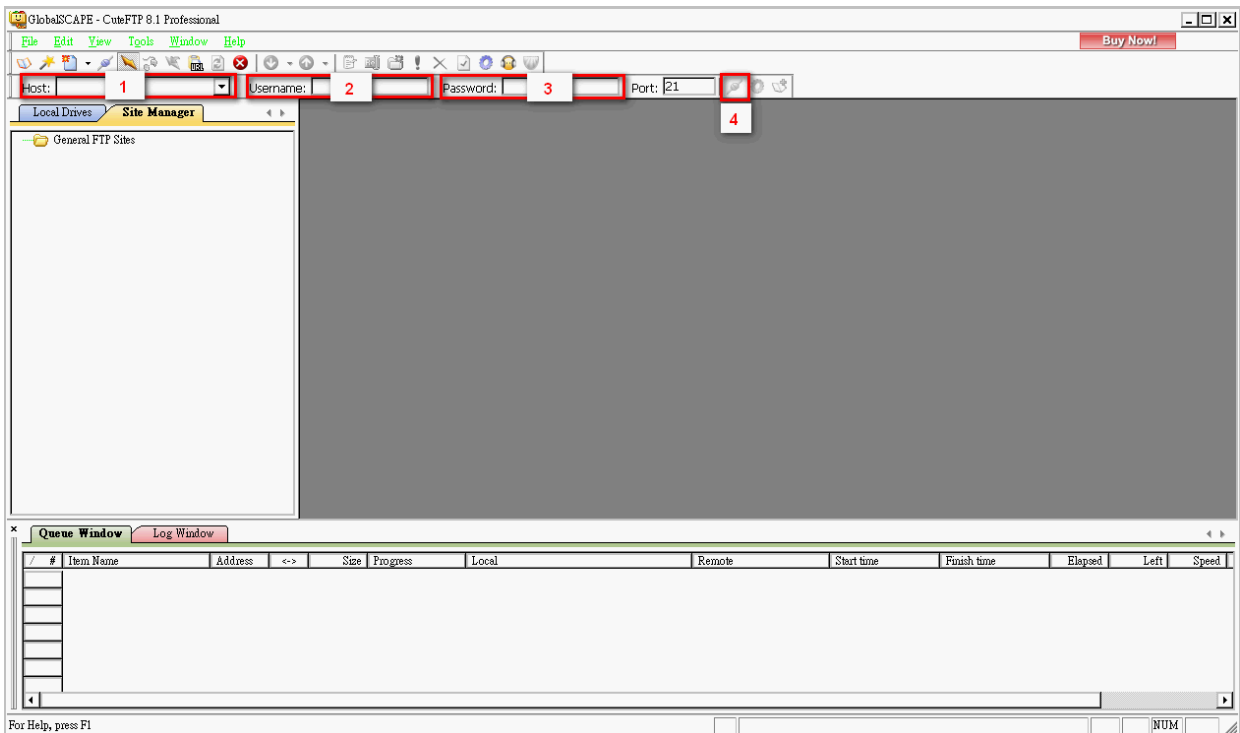 GlobalSCAPE - CuteFTP 8.1 Professional
File Edit View Tools Window Help
Buy Now!
URL
Host: 1 Username: 2 Password: 3 Port: 21
4
Local Drives Site Manager
General FTP Sites
Queue Window Log Window
/ # Item Name Address <-> Size Progress Local Remote Start time Finish time Elapsed Left Speed
For Help, press F1
NUM